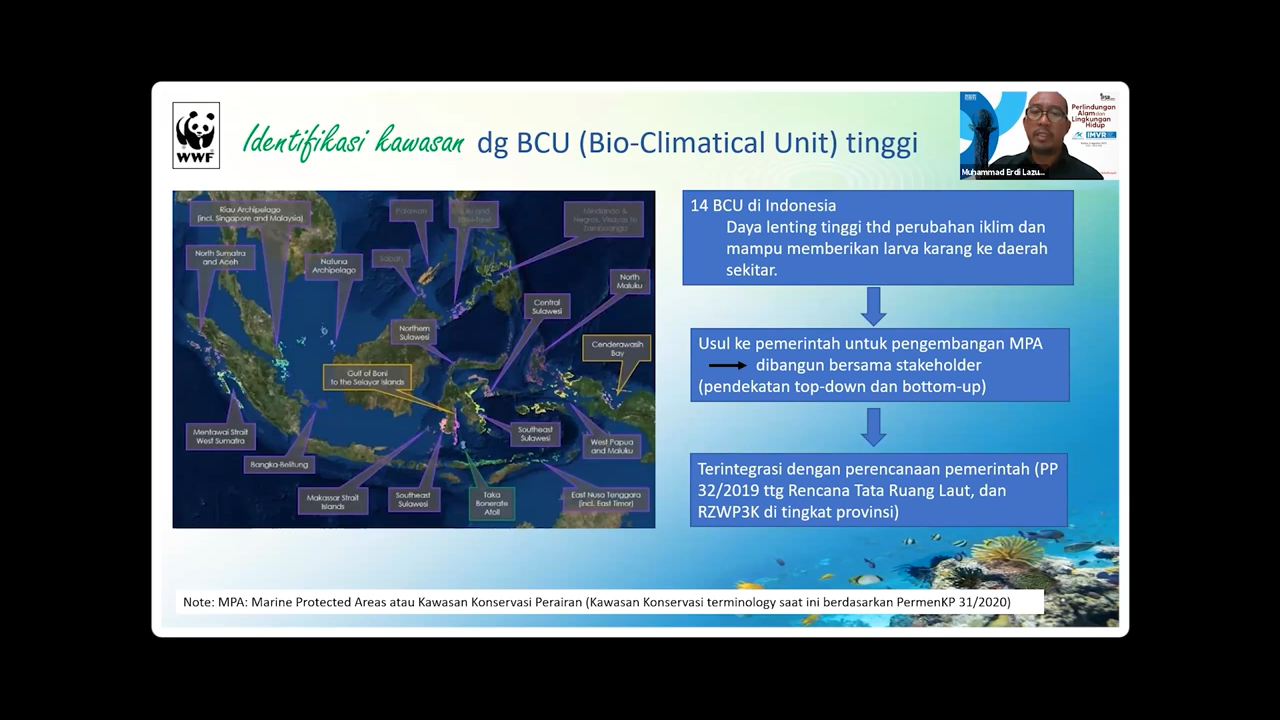 WWF
Identifikasi kawasan dg BCU (Bio-Climatical Unit) tinggi
Perlindungan
Alam dan
Lingkungan
Hidup
IMVR
Muhammad Erdi Lazu...
Riau Archipelago
(incl. Singapore and Malaysia)
Palawan
Mindanao &
Negros, Visayas to
Zamboanga
North Sumatra
and Aceh
Natuna
Archipelago
Sabah
North
Maluku
Central
Sulawesi
Northern
Sulawesi
Cenderawasih
Bay
Gulf of Boni
to the Selayar Islands
Mentawai Strait
West Sumatra
Bangka-Belitung
Southeast
Sulawesi
West Papua
and Maluku
Makassar Strait
Islands
Southeast
Sulawesi
Taka
Bonerate
Atoll
East Nusa Tenggara
(incl. East Timor)
14 BCU di Indonesia
Daya lenting tinggi thd perubahan iklim dan
mampu memberikan larva karang ke daerah
sekitar.
Usul ke pemerintah untuk pengembangan MPA
dibangun bersama stakeholder
(pendekatan top-down dan bottom-up)
Terintegrasi dengan perencanaan pemerintah (PP
32/2019 ttg Rencana Tata Ruang Laut, dan
RZWP3K di tingkat provinsi)
Note: MPA: Marine Protected Areas atau Kawasan Konservasi Perairan (Kawasan Konservasi terminology saat ini berdasarkan PermenKP 31/2020)